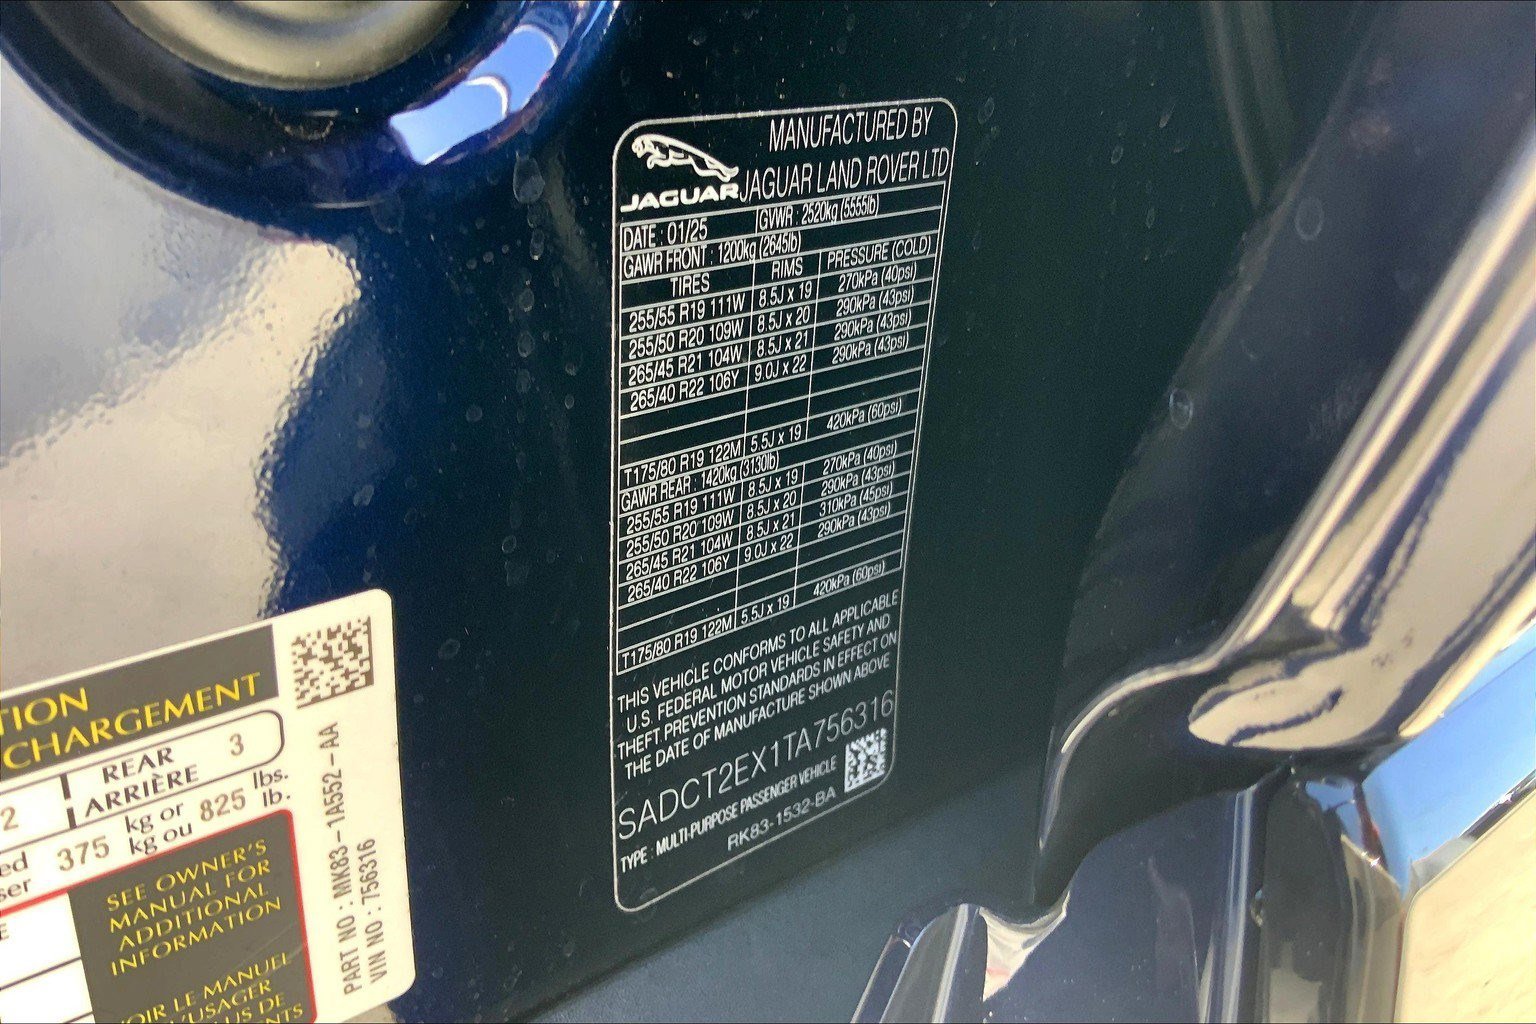 JAGUAR
MANUFACTURED BY
JAGUAR LAND ROVER LTD
DATE : 01/25 GVWR : 2520kg (5555lb)
GAWR FRONT : 1200kg (2645lb)
TIRES RIMS PRESSURE (COLD)
255/55 R19 111W 8.5J x 19 270kPa (40psi)
255/50 R20 109W 8.5J x 20 290kPa (43psi)
265/45 R21 104W 8.5J x 21 290kPa (43psi)
265/40 R22 106Y 9.0J x 22 290kPa (43psi)
T175/80 R19 122M 5.5J x 19 420kPa (60psi)
GAWR REAR : 1420kg (3130lb)
255/55 R19 111W 8.5J x 19 270kPa (40psi)
255/50 R20 109W 8.5J x 20 290kPa (43psi)
265/45 R21 104W 8.5J x 21 310kPa (45psi)
265/40 R22 106Y 9.0J x 22 290kPa (43psi)
T175/80 R19 122M 5.5J x 19 420kPa (60psi)
THIS VEHICLE CONFORMS TO ALL APPLICABLE
U.S. FEDERAL MOTOR VEHICLE SAFETY AND
THEFT PREVENTION STANDARDS IN EFFECT ON
THE DATE OF MANUFACTURE SHOWN ABOVE
SADCT2EX1TA756316
TYPE : MULTI-PURPOSE PASSENGER VEHICLE
RK83-1532-BA
TION
CHARGEMENT
2 REAR 3
ARRIÈRE
ed 375 kg or 825 lbs.
ser kg ou lb.
SEE OWNER'S
MANUAL FOR
ADDITIONAL
INFORMATION
OIR LE MANUEL
L'USAGER
LUS DE
MENTS
PART NO : MK83-1A552-AA
VIN NO : 756316